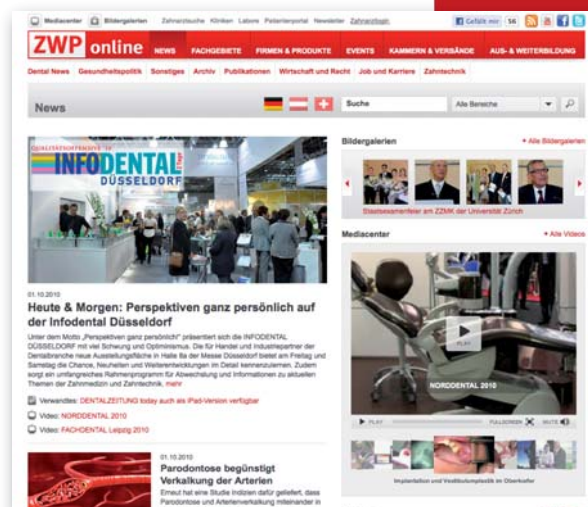 Mediacenter Bildergalerien Zahnarztsuche Kliniken Labore Patientenportal Newsletter Zahnarztlogin
Gefällt mir 56
ZWP online NEWS FACHGEBIETE FIRMEN & PRODUKTE EVENTS KAMMERN & VERBÄNDE AUS- & WEITERBILDUNG
Dental News Gesundheitspolitik Sonstiges Archiv Publikationen Wirtschaft und Recht Job und Karriere Zahntechnik
News
Suche
Alle Bereiche
QUALITÄTSOFFENSIVE '10
INFODENTAL
DÜSSELDORF
01.10.2010
Heute & Morgen: Perspektiven ganz persönlich auf
der Infodental Düsseldorf
Unter dem Motto „Perspektiven ganz persönlich" präsentiert sich die INFODENTAL
DÜSSELDORF mit viel Schwung und Optimismus. Die für Handel und Industriepartner der
Dentalbranche neue Ausstellungsfläche in Halle 8a der Messe Düsseldorf bietet am Freitag und
Samstag die Chance, Neuheiten und Weiterentwicklungen im Detail kennenzulernen. Zudem
sorgt ein umfangreiches Rahmenprogramm für Abwechslung und Informationen zu aktuellen
Themen der Zahnmedizin und Zahntechnik. mehr
Verwandtes: DENTALZEITUNG today auch als iPad-Version verfügbar
Video: NORDDENTAL 2010
Video: FACHDENTAL Leipzig 2010
01.10.2010
Parodontose begünstigt
Verkalkung der Arterien
Erneut hat eine Studie Indizien dafür geliefert, dass
Parodontose und Arterienverkalkung miteinander in
Bildergalerien
Alle Bildergalerien
Staatsexamenfeier am ZZMK der Universität Zürich
Mediacenter
Alle Videos
PLAY
NORDDENTAL 2010
PLAY FULLSCREEN MUTE
Implantation und Vestibulumplastik im Oberkiefer